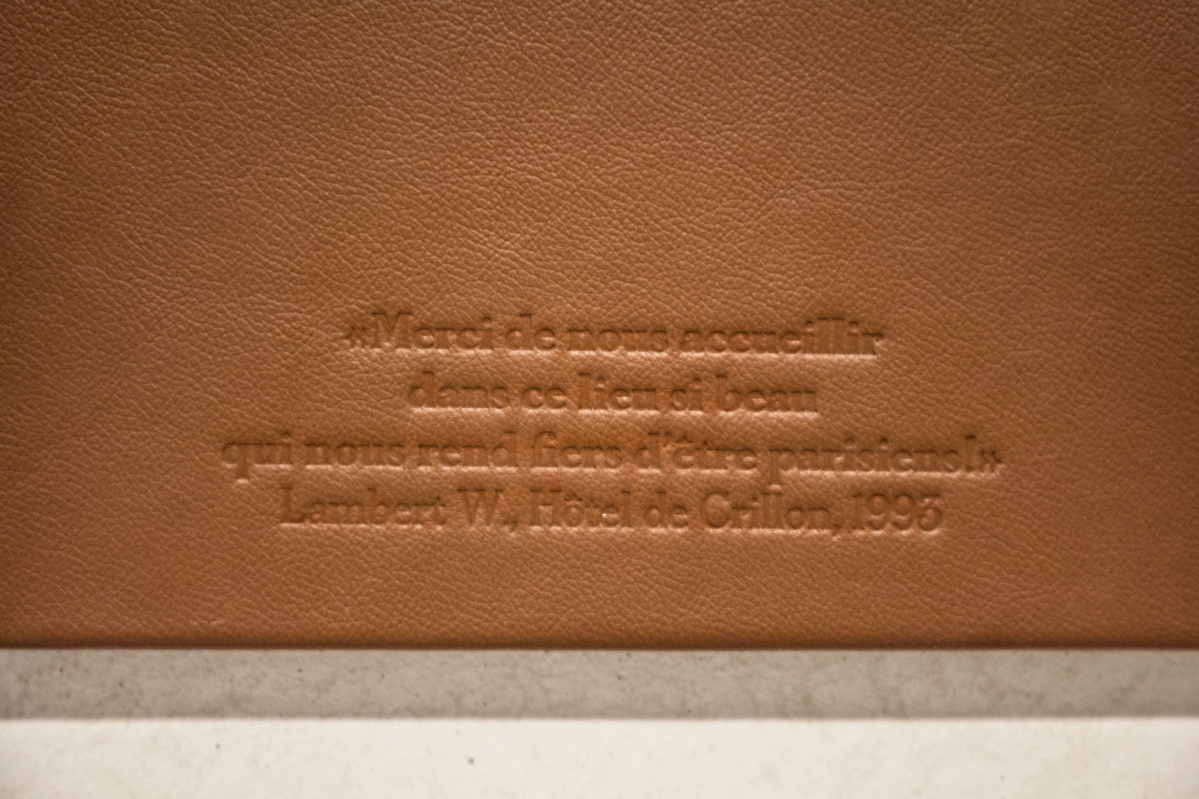 «Merci de nous accueillir
dans ce lieu si beau
qui nous rend fiers d'être parisiens!»
Lambert W., Hôtel de Crillon, 1993